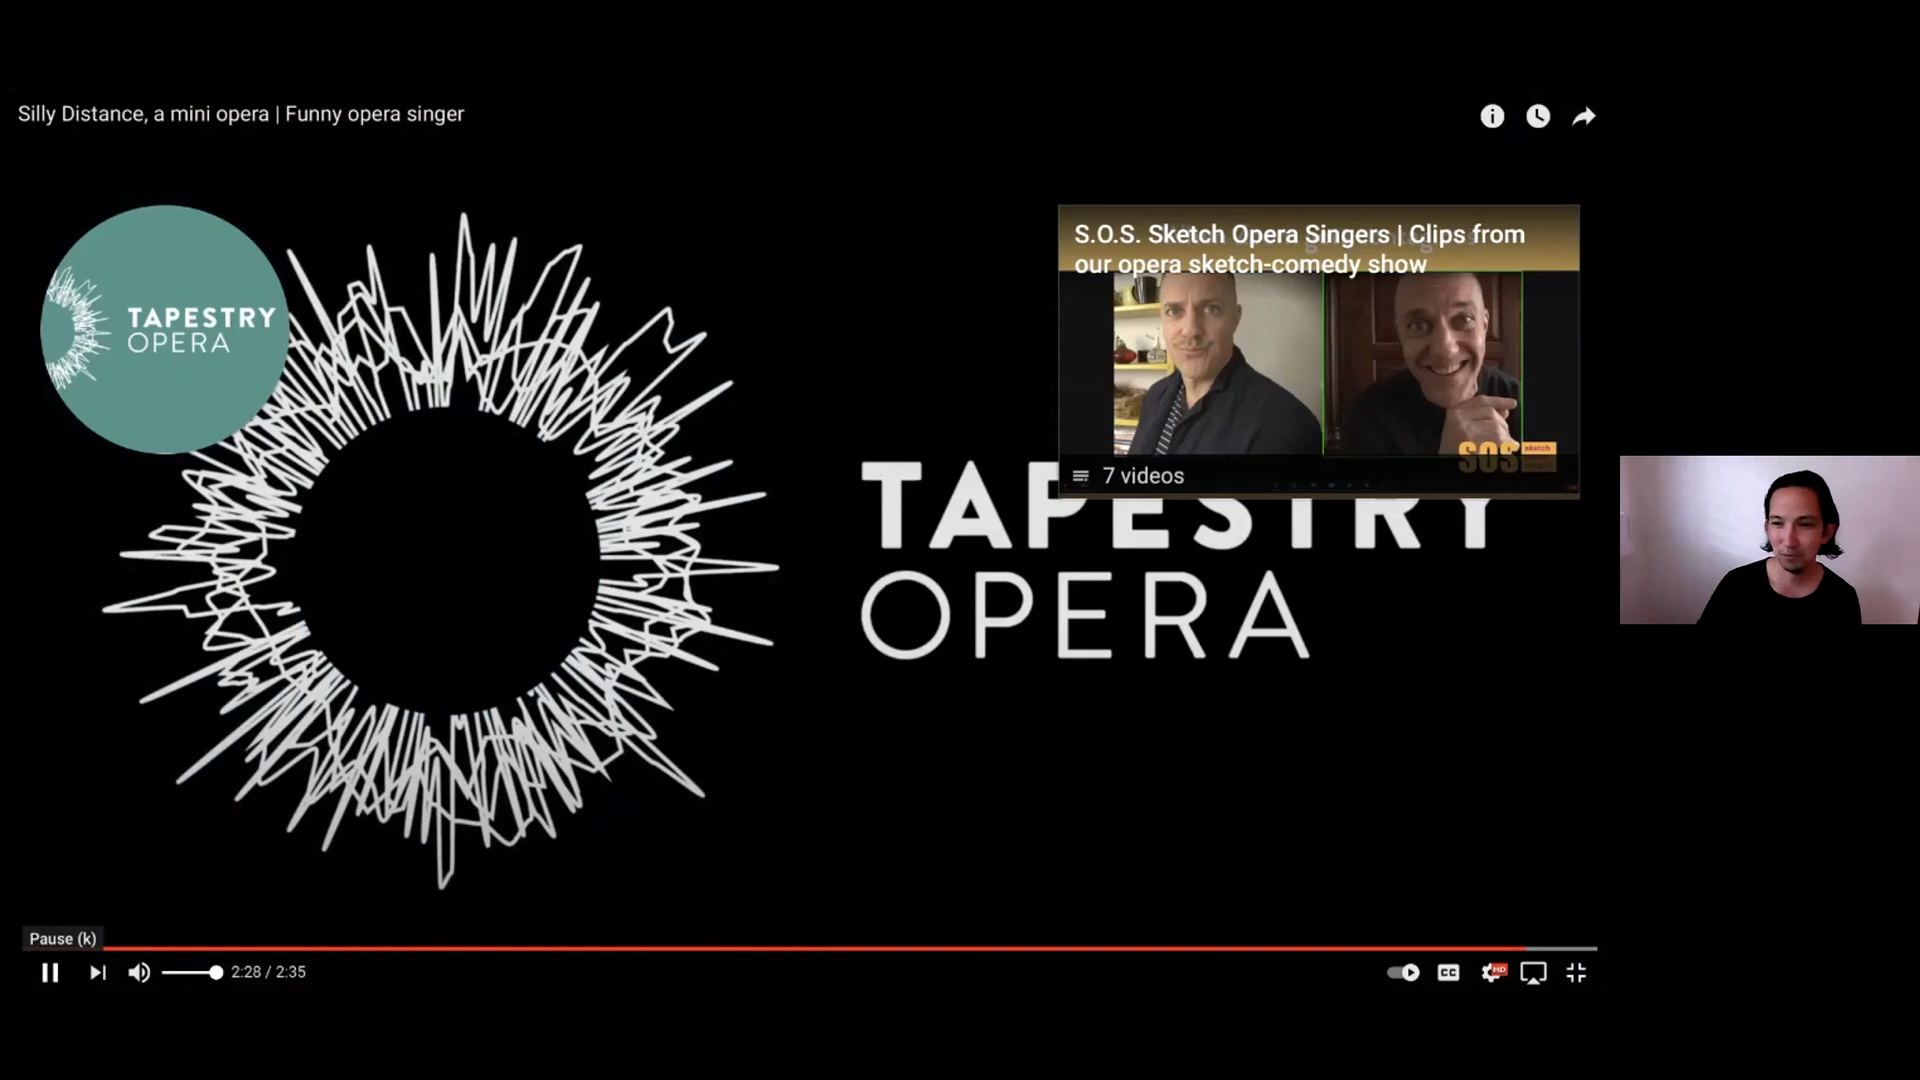 Silly Distance, a mini opera | Funny opera singer
TAPESTRY
OPERA
S.O.S. Sketch Opera Singers | Clips from
our opera sketch-comedy show
SOS
sketch
7 videos
TAPESTRY
OPERA
Pause (k)
2:28 / 2:35
CC
HD